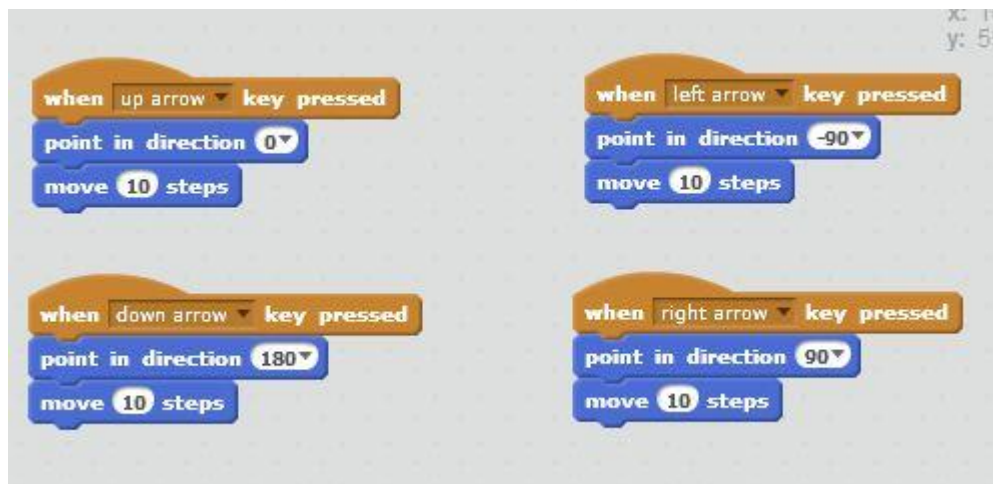 x: 1
y: 5
when up arrow key pressed
point in direction 0
move 10 steps
when left arrow key pressed
point in direction -90
move 10 steps
when down arrow key pressed
point in direction 180
move 10 steps
when right arrow key pressed
point in direction 90
move 10 steps